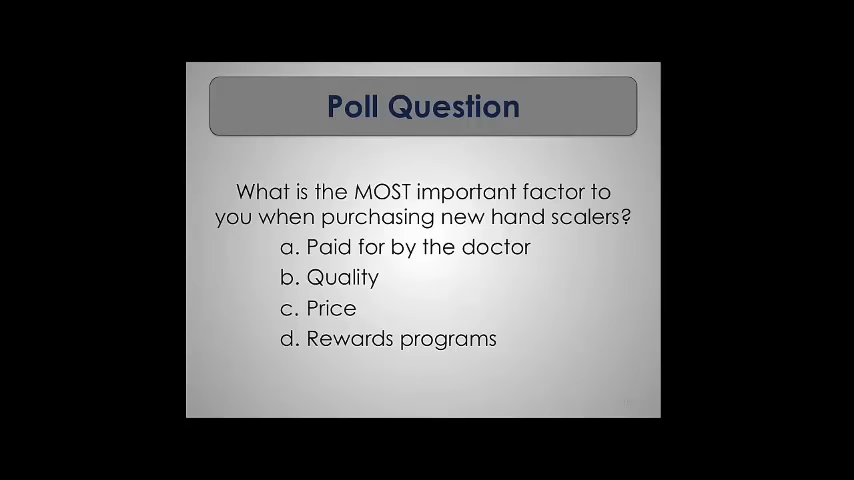 Poll Question
What is the MOST important factor to
you when purchasing new hand scalers?
a. Paid for by the doctor
b. Quality
c. Price
d. Rewards programs